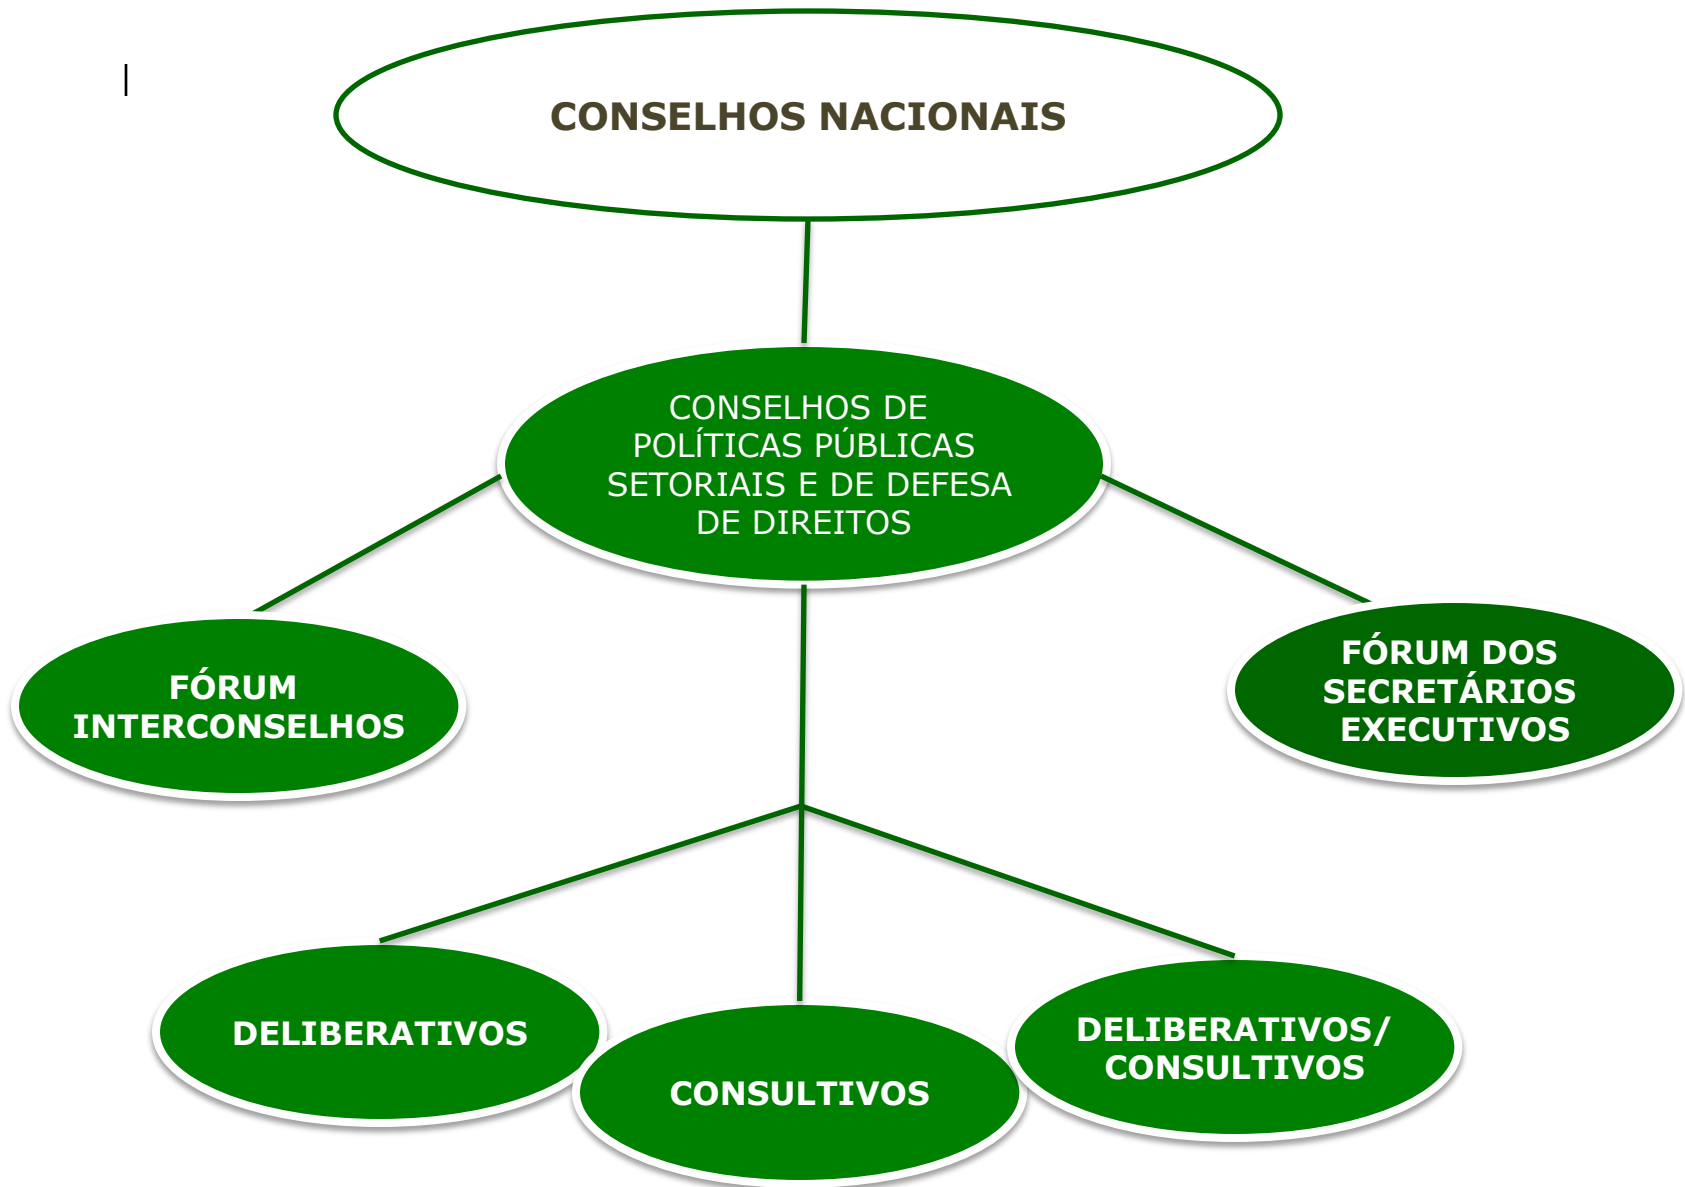 CONSELHOS NACIONAIS
CONSELHOS DE
POLÍTICAS PÚBLICAS
SETORIAIS E DE DEFESA
DE DIREITOS
FÓRUM
INTERCONSELHOS
FÓRUM DOS
SECRETÁRIOS
EXECUTIVOS
DELIBERATIVOS
CONSULTIVOS
DELIBERATIVOS/
CONSULTIVOS